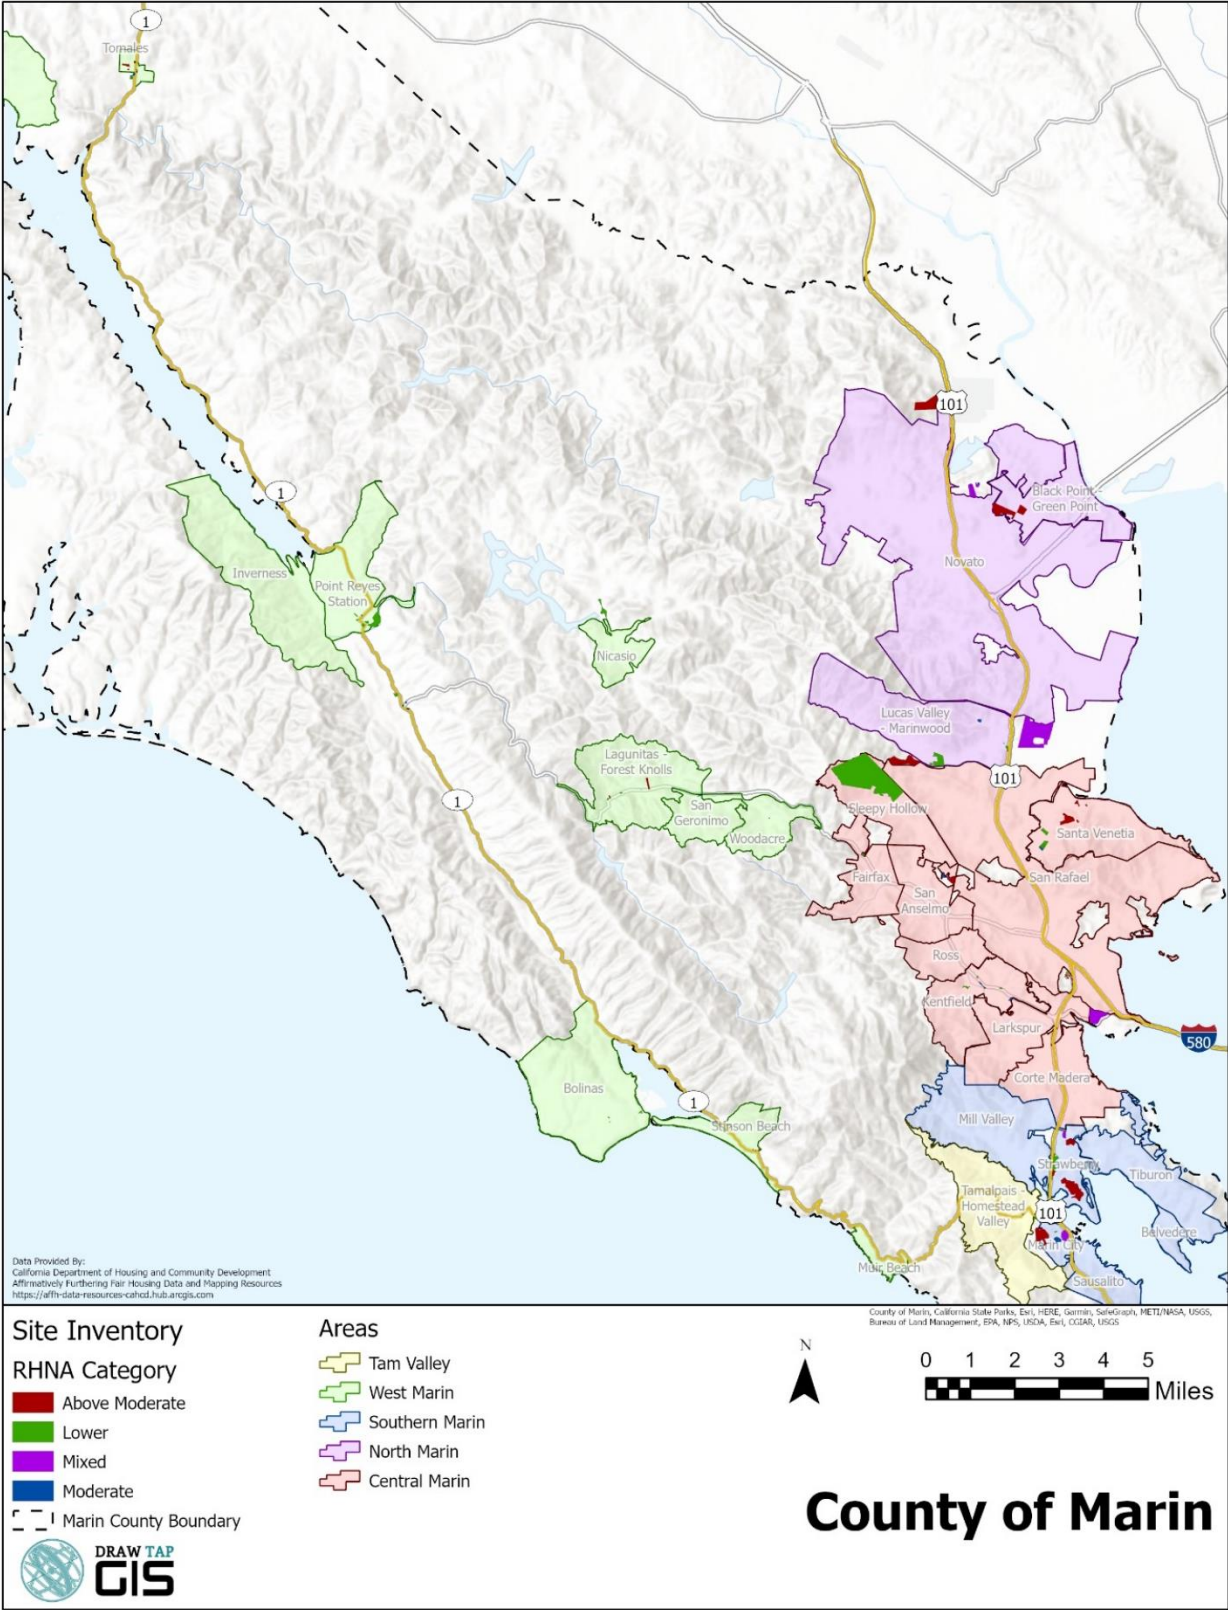 1
Tomales
101
Black Point -
Green Point
1
Novato
Inverness
Point Reyes
Station
Nicasio
Lucas Valley
- Marinwood
Lagunitas -
Forest Knolls
101
1
San
Geronimo
Sleepy Hollow
Woodacre
Santa Venetia
Fairfax
San
Anselmo
San Rafael
Ross
Kentfield
Larkspur
580
Corte Madera
Bolinas
1
Stinson Beach
Mill Valley
Strawberry
Tiburon
Tamalpais -
Homestead
Valley
101
Belvedere
Marin City
Muir Beach
Sausalito
Data Provided By:
California Department of Housing and Community Development
Affirmatively Furthering Fair Housing Data and Mapping Resources
https://affh-data-resources-cahcd.hub.arcgis.com
County of Marin, California State Parks, Esri, HERE, Garmin, SafeGraph, METI/NASA, USGS,
Bureau of Land Management, EPA, NPS, USDA, Esri, CGIAR, USGS
Site Inventory
RHNA Category
Above Moderate
Lower
Mixed
Moderate
Marin County Boundary
Areas
Tam Valley
West Marin
Southern Marin
North Marin
Central Marin
N
0 1 2 3 4 5
Miles
County of Marin
DRAW TAP
GIS